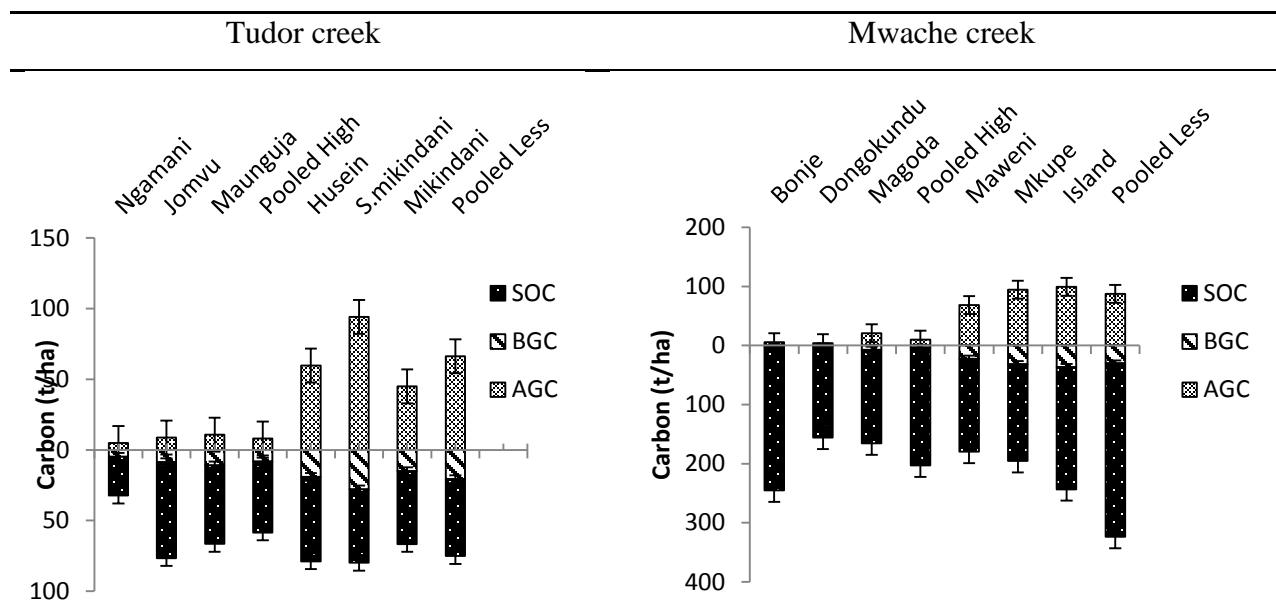 Tudor creek
Mwache creek
Ngamani
Jomvu
Maunguja
Pooled High
Husein
S.mikindani
Mikindani
Pooled Less
150
100
50
0
50
100
Carbon (t/ha)
SOC
BGC
AGC
Bonje
Dongokundu
Magoda
Pooled High
Maweni
Mkupe
Island
Pooled Less
200
100
0
100
200
300
400
Carbon (t/ha)
SOC
BGC
AGC